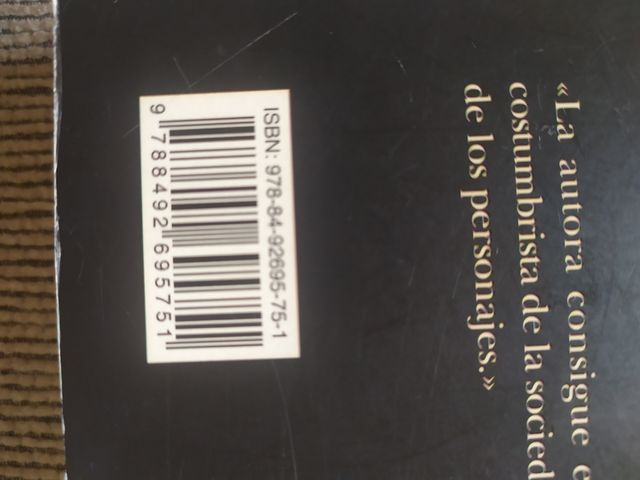 «La autora consigue e
costumbrista de la socied
de los personajes.»
ISBN: 978-84-92695-75-1
9 788492 695751